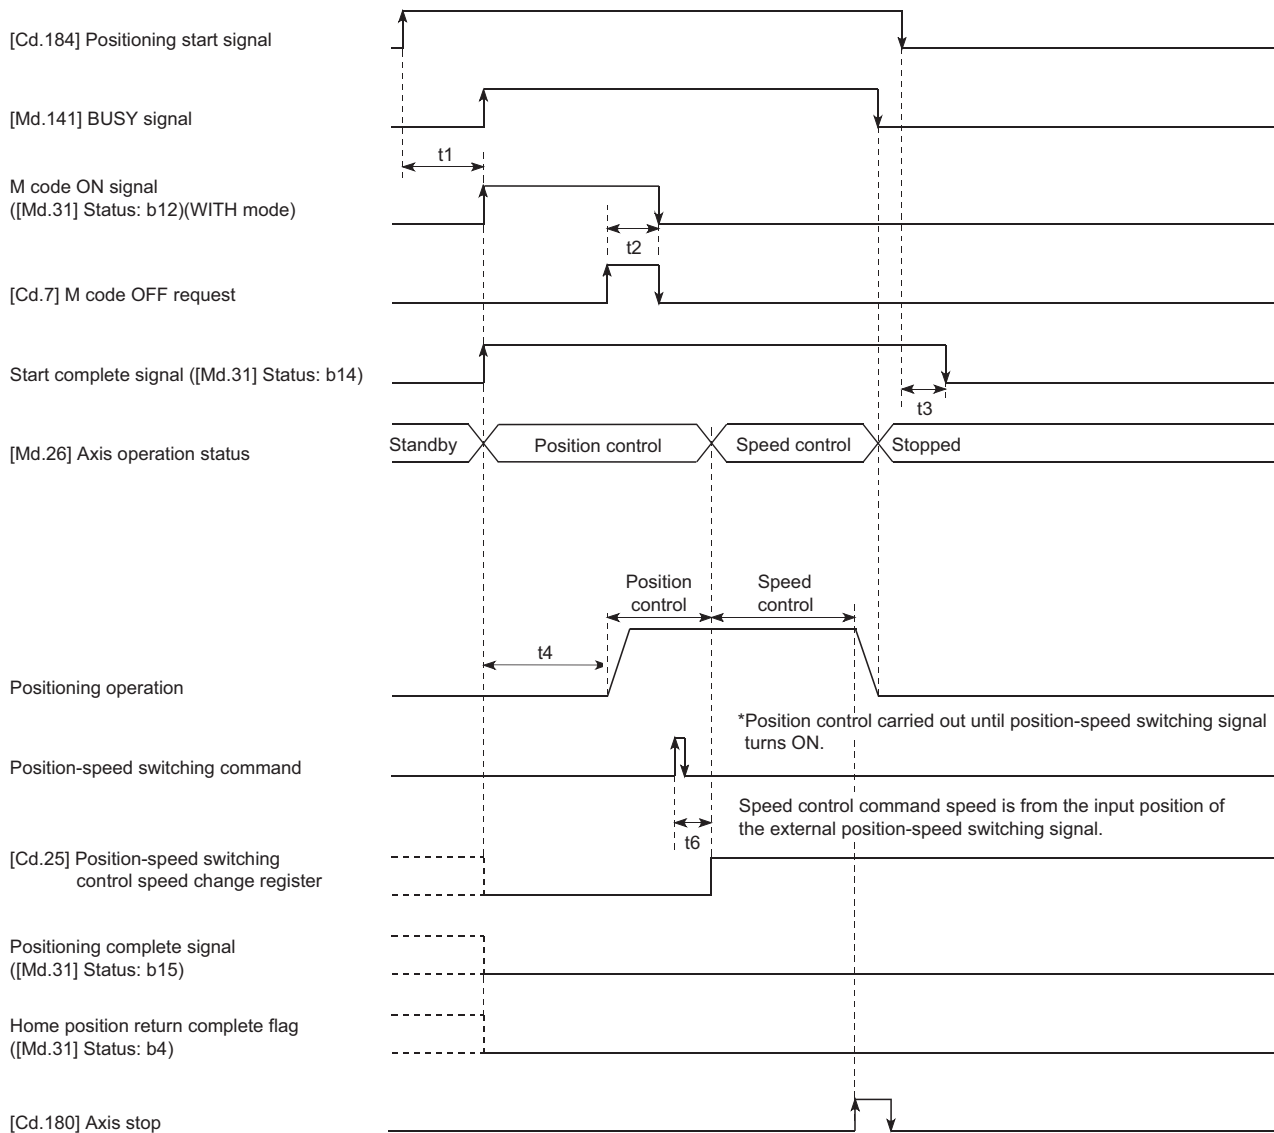 [Cd.184] Positioning start signal
[Md.141] BUSY signal
t1
M code ON signal
([Md.31] Status: b12)(WITH mode)
t2
[Cd.7] M code OFF request
Start complete signal ([Md.31] Status: b14)
t3
[Md.26] Axis operation status
Standby
Position control
Speed control
Stopped
Position
control
Speed
control
t4
Positioning operation
*Position control carried out until position-speed switching signal
turns ON.
Position-speed switching command
Speed control command speed is from the input position of
the external position-speed switching signal.
t6
[Cd.25] Position-speed switching
control speed change register
Positioning complete signal
([Md.31] Status: b15)
Home position return complete flag
([Md.31] Status: b4)
[Cd.180] Axis stop